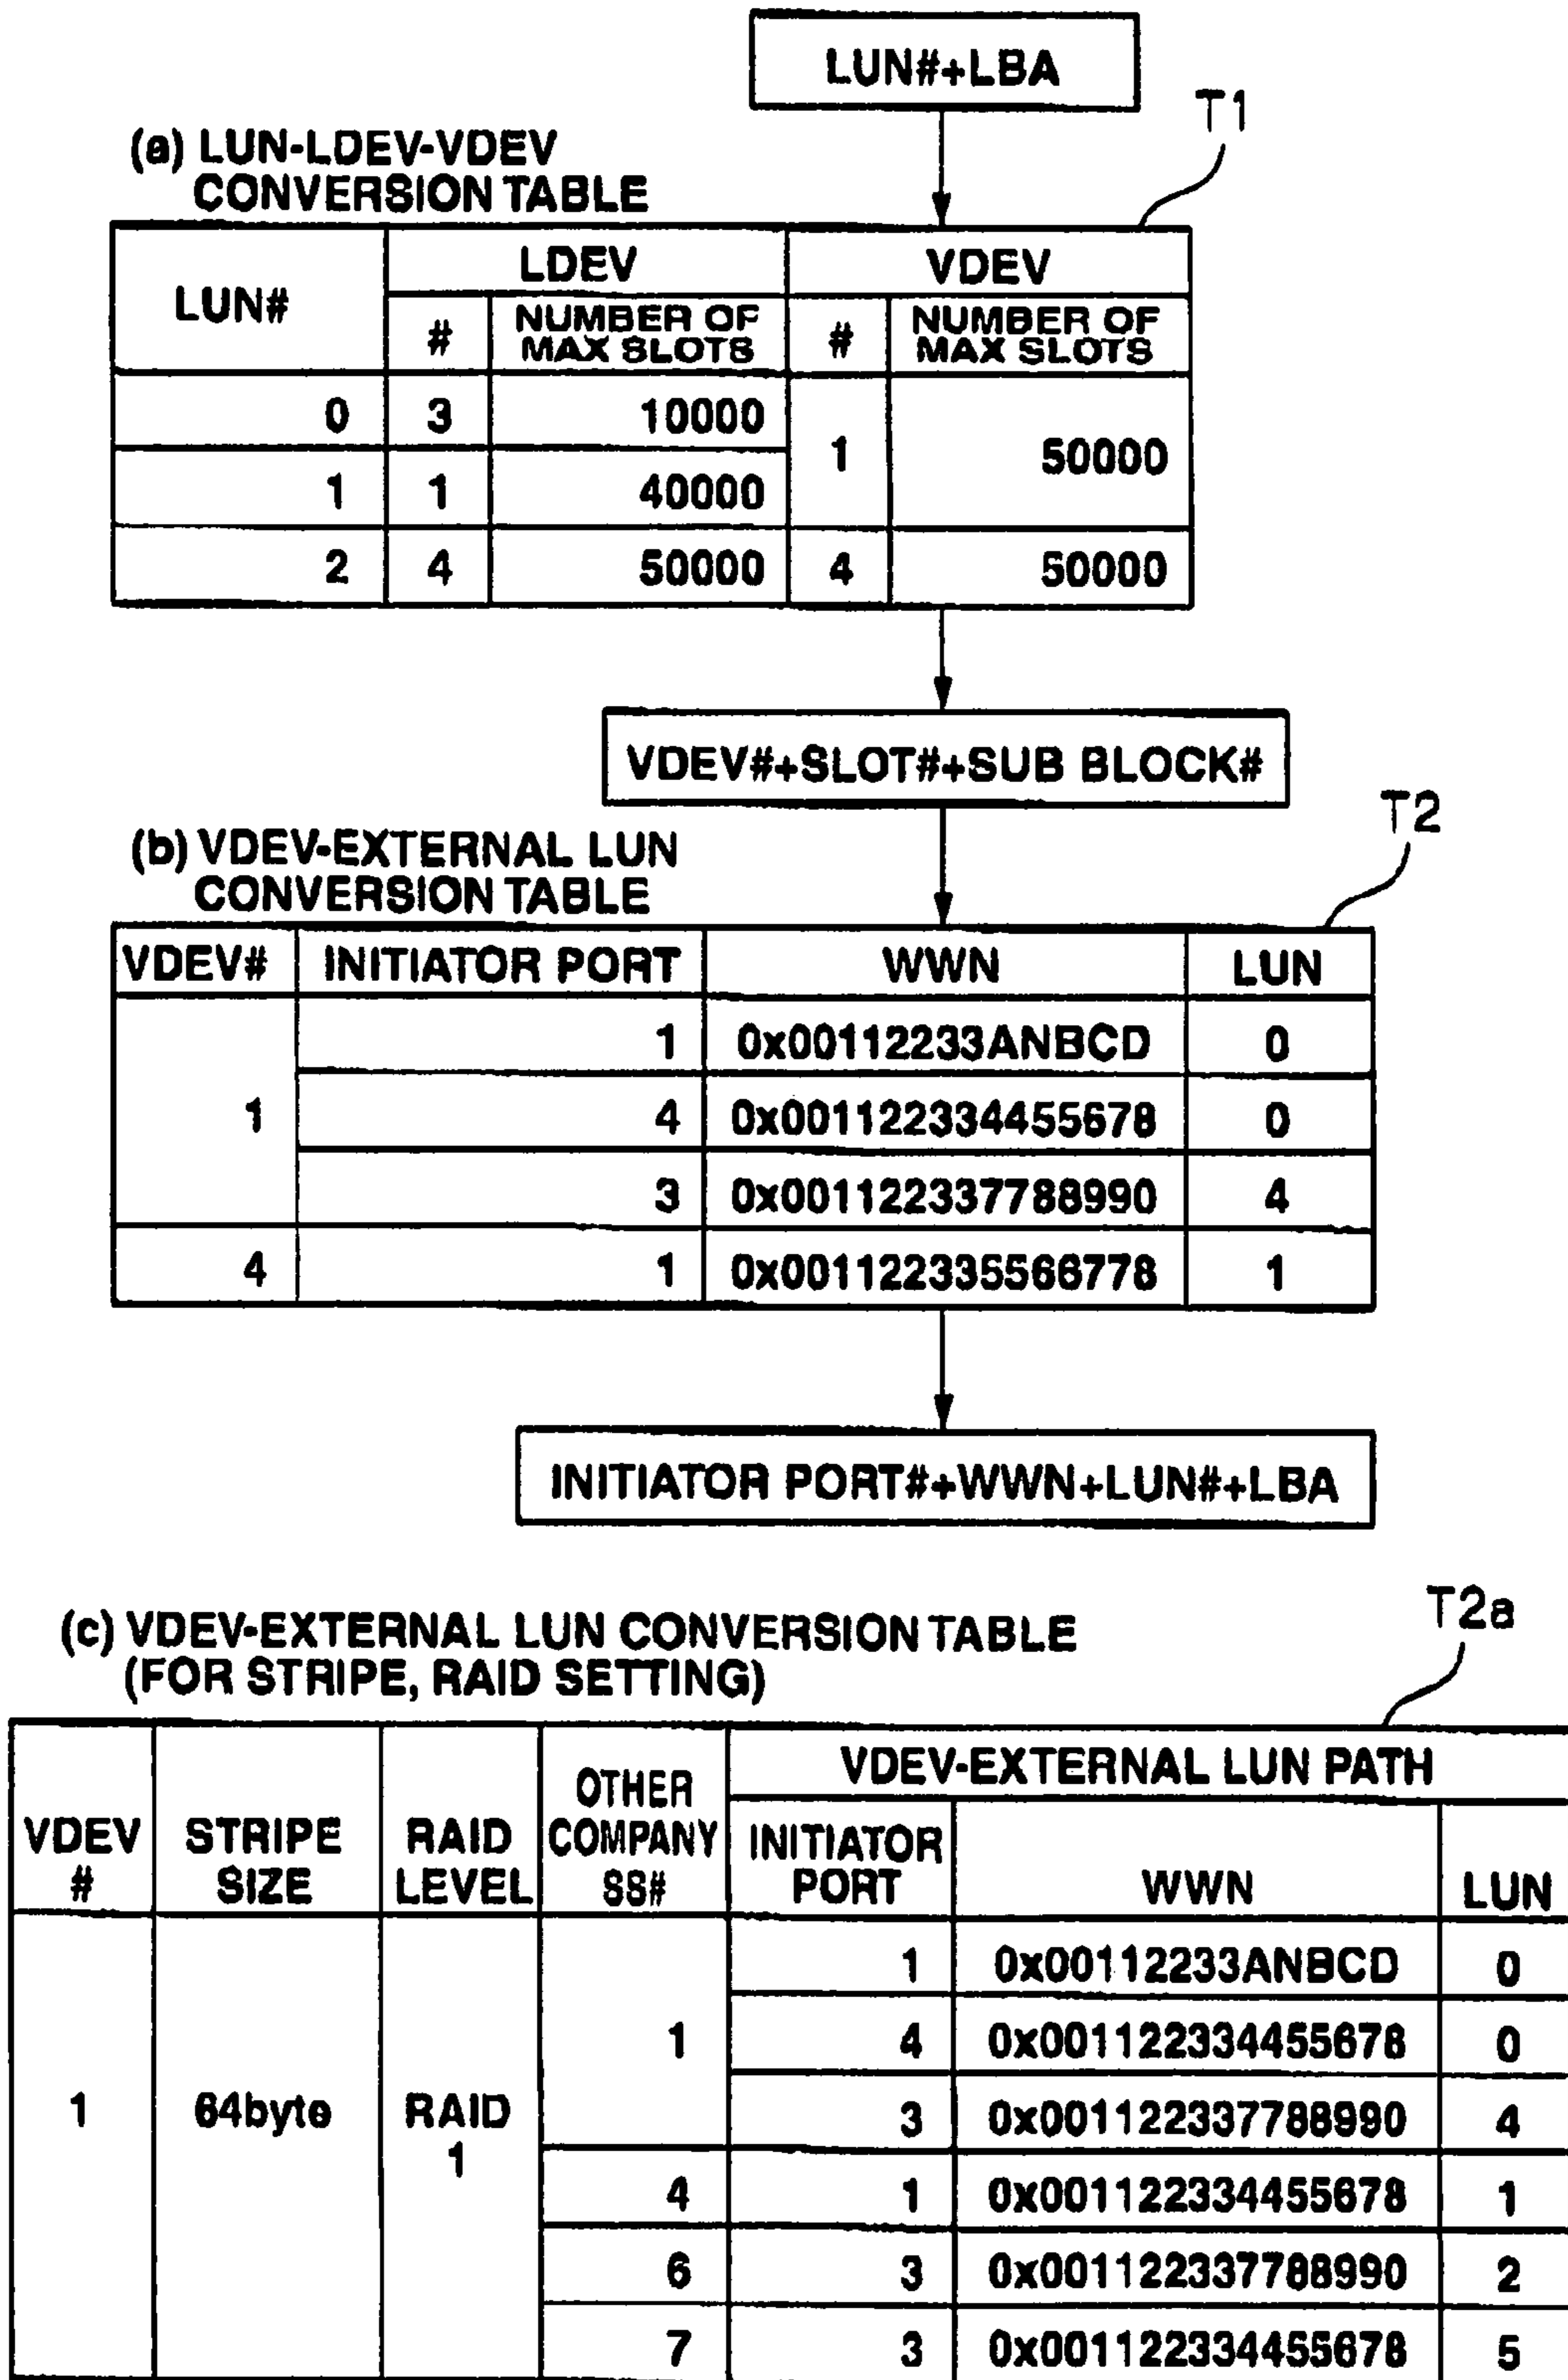 LUN#+LBA
T1
(a) LUN-LDEV-VDEV
CONVERSION TABLE
LUN# LDEV VDEV
# NUMBER OF MAX SLOTS # NUMBER OF MAX SLOTS
0 3 10000 1 50000
1 1 40000
2 4 50000 4 50000
VDEV#+SLOT#+SUB BLOCK#
T2
(b) VDEV-EXTERNAL LUN
CONVERSION TABLE
VDEV# INITIATOR PORT WWN LUN
1 1 0x00112233ANBCD 0
4 0x001122334455678 0
3 0x001122337788990 4
4 1 0x001122335566778 1
INITIATOR PORT#+WWN+LUN#+LBA
T2a
(c) VDEV-EXTERNAL LUN CONVERSION TABLE
(FOR STRIPE, RAID SETTING)
VDEV # STRIPE SIZE RAID LEVEL OTHER COMPANY SS# VDEV-EXTERNAL LUN PATH
INITIATOR PORT WWN LUN
1 64byte RAID 1 1 1 0x00112233ANBCD 0
4 0x001122334455678 0
3 0x001122337788990 4
4 1 0x001122334455678 1
6 3 0x001122337788990 2
7 3 0x001122334455678 5